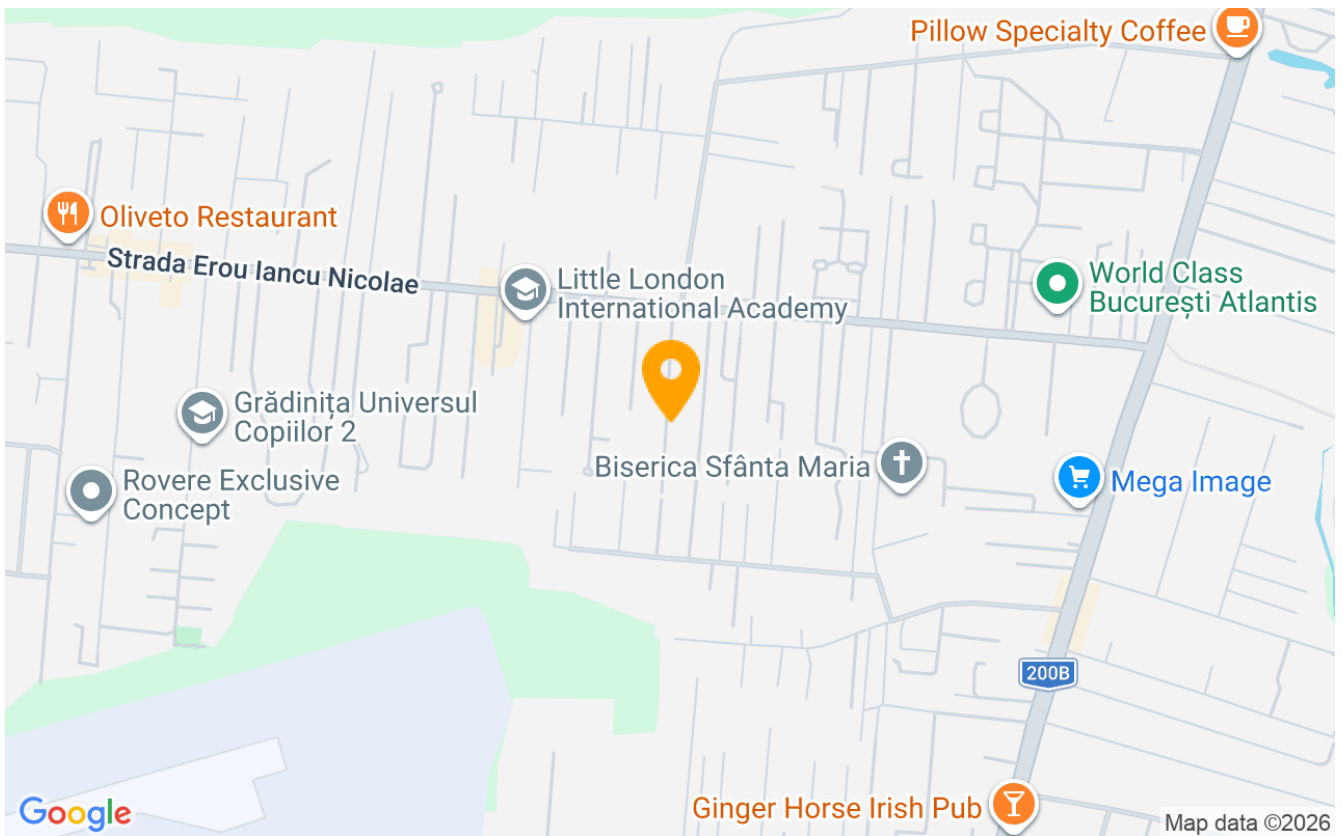 Pillow Specialty Coffee
Oliveto Restaurant
Strada Erou Iancu Nicolae
Little London
International Academy
World Class
București Atlantis
Grădinița Universul
Copiilor 2
Biserica Sfânta Maria
Mega Image
Rovere Exclusive
Concept
200B
Ginger Horse Irish Pub
Google
Map data ©2026